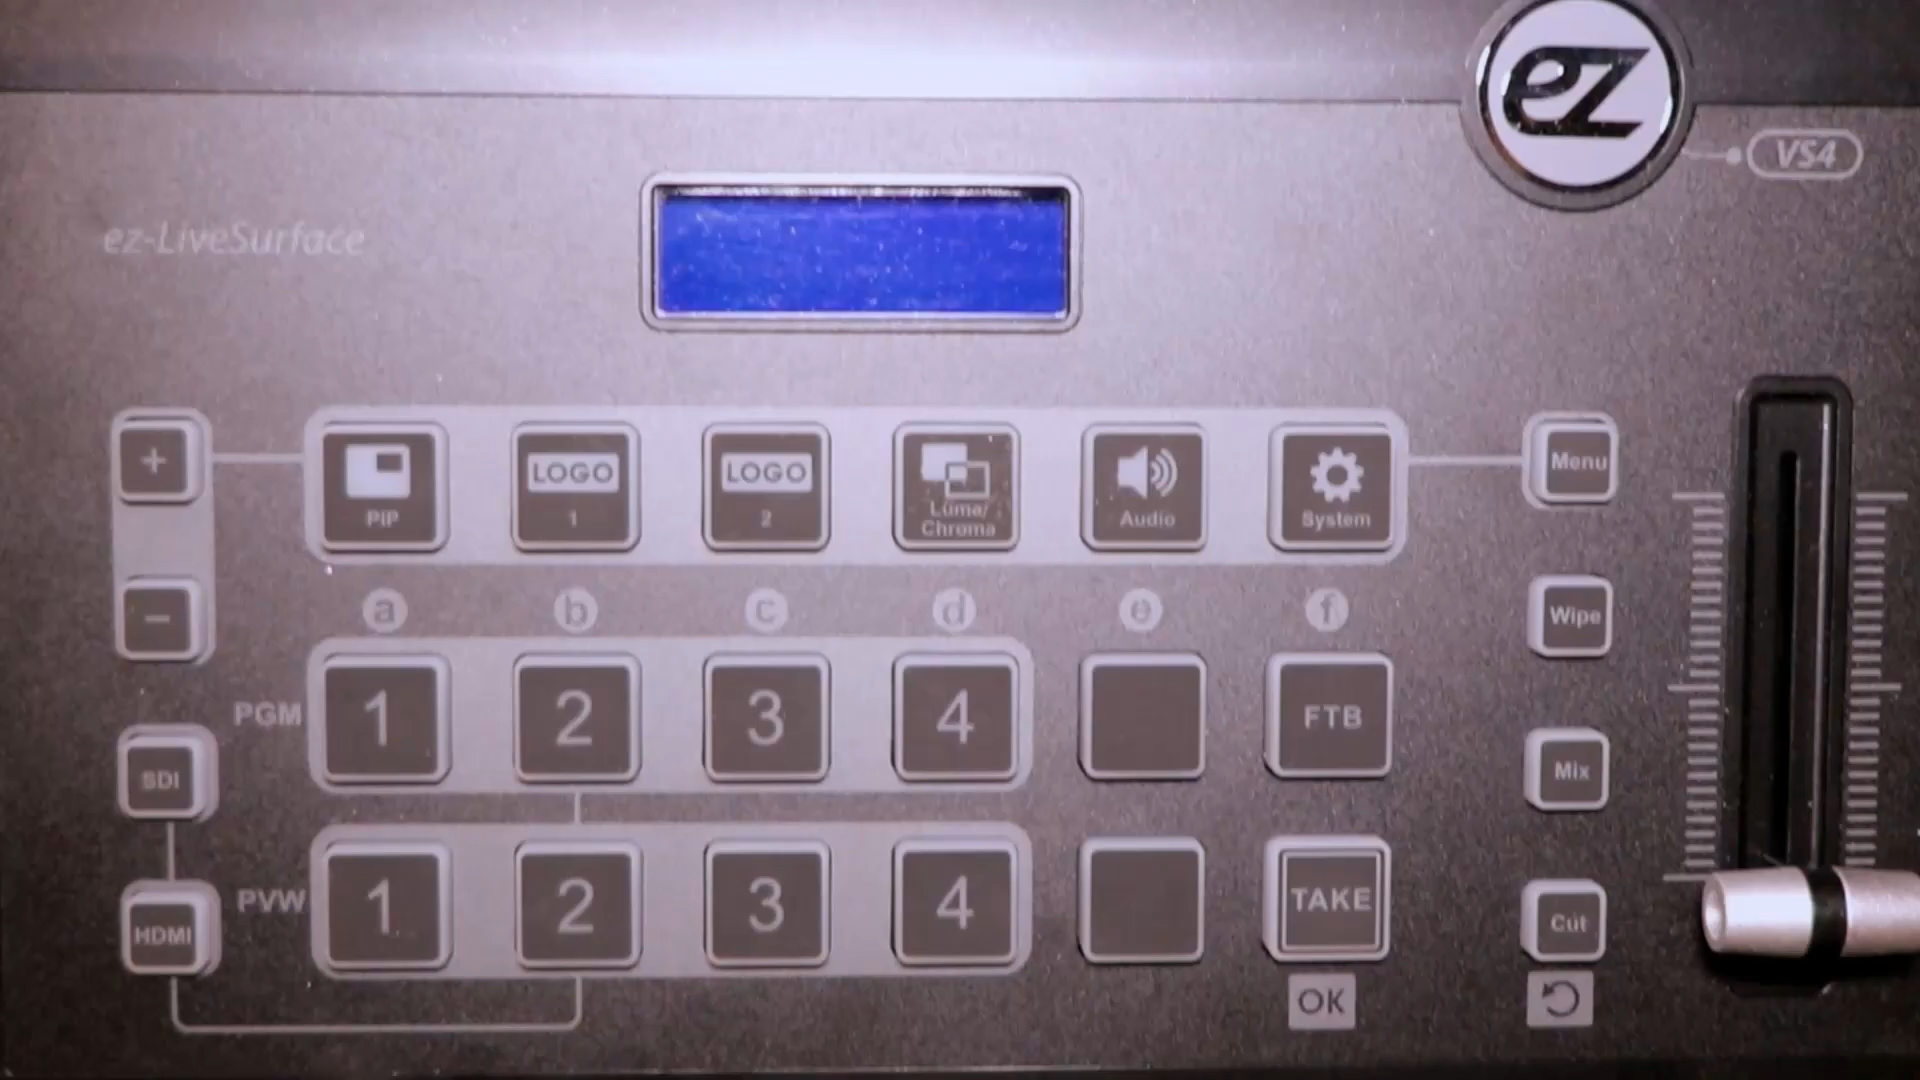 ez
VS4
ez-LiveSurface
+
PiP
LOGO
1
LOGO
2
Luma/
Chroma
Audio
System
Menu
−
a
b
c
d
e
f
Wipe
PGM
1
2
3
4
FTB
SDI
Mix
PVW
1
2
3
4
TAKE
HDMI
Cut
OK